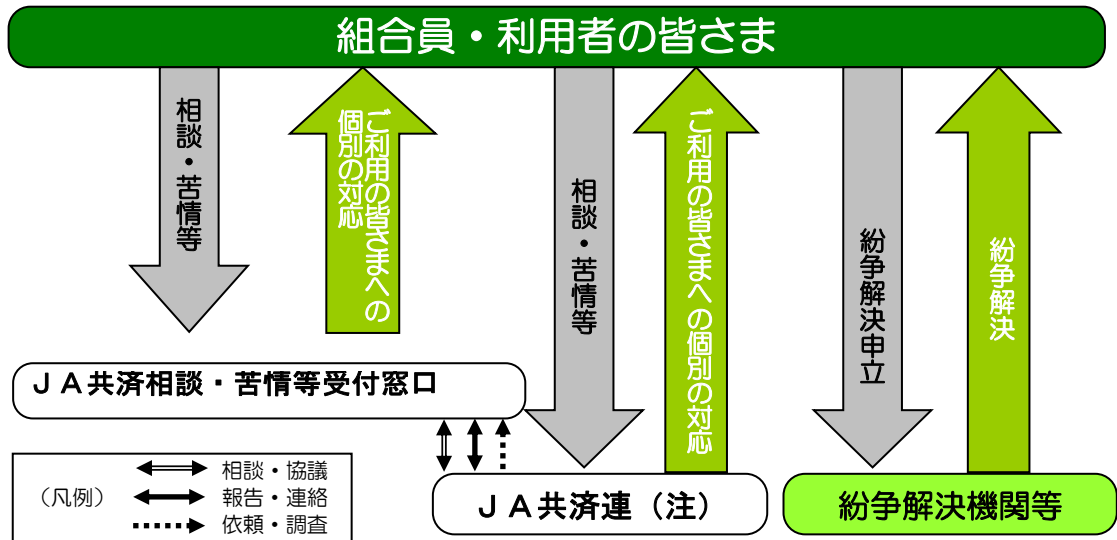 組合員・利用者の皆さま
相談・苦情等
ご利用の皆さまへの
個別の対応
相談・苦情等
ご利用の皆さまへの個別の対応
紛争解決申立
紛争解決
ＪＡ共済相談・苦情等受付窓口
（凡例）
相談・協議
報告・連絡
依頼・調査
ＪＡ共済連（注）
紛争解決機関等